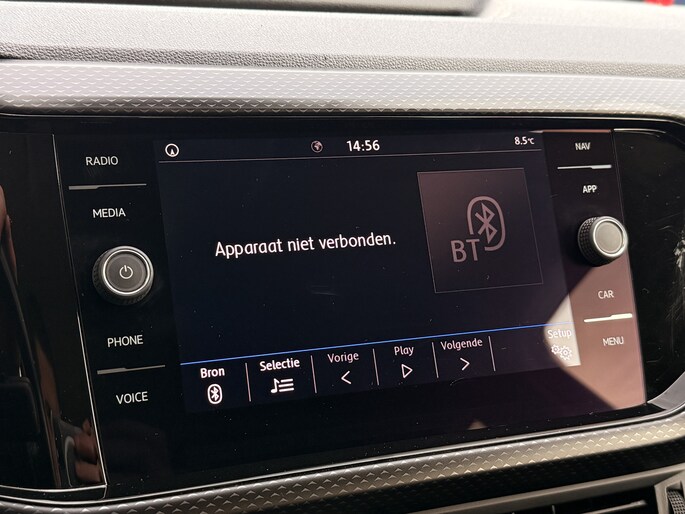 RADIO
MEDIA
PHONE
VOICE
14:56
8.5°C
Apparaat niet verbonden.
BT
Bron
Selectie
Vorige
Play
Volgende
Setup
NAV
APP
CAR
MENU